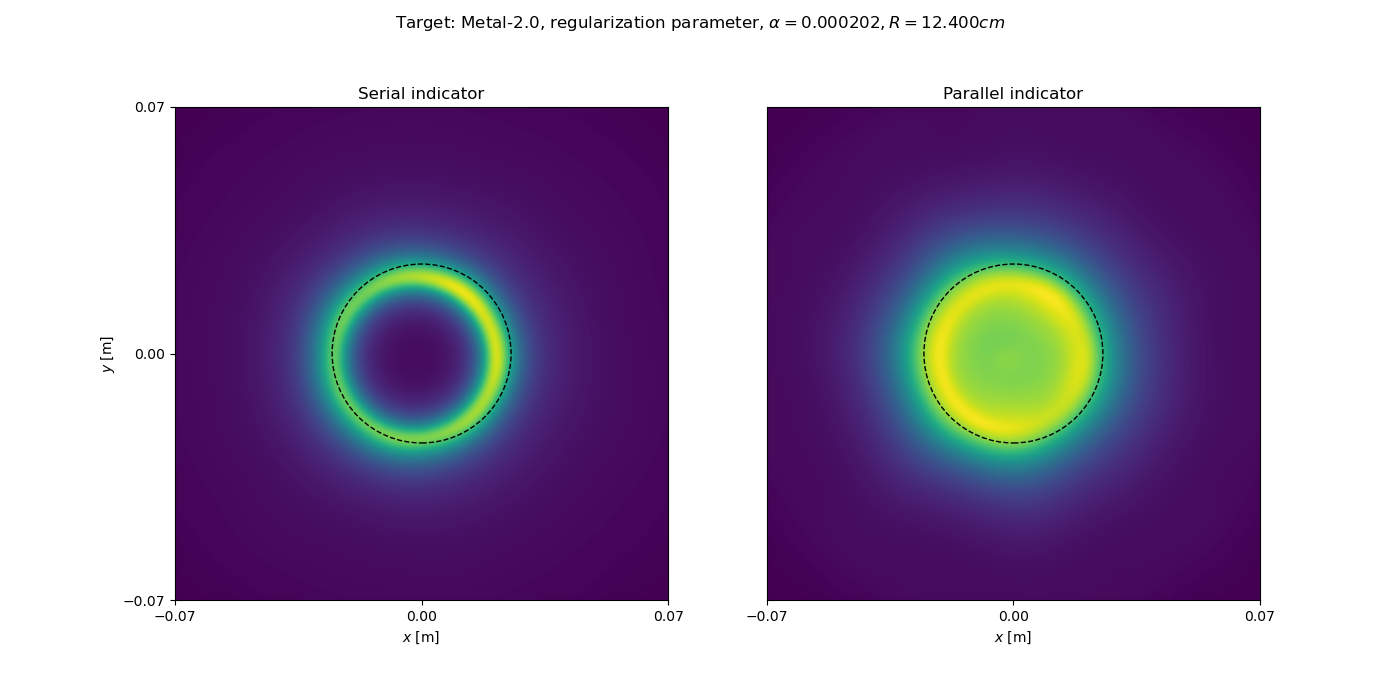 Target: Metal-2.0, regularization parameter, α = 0.000202, R = 12.400cm
Serial indicator
Parallel indicator
0.07
0.00
−0.07
y [m]
−0.07 0.00 0.07
x [m]
−0.07 0.00 0.07
x [m]